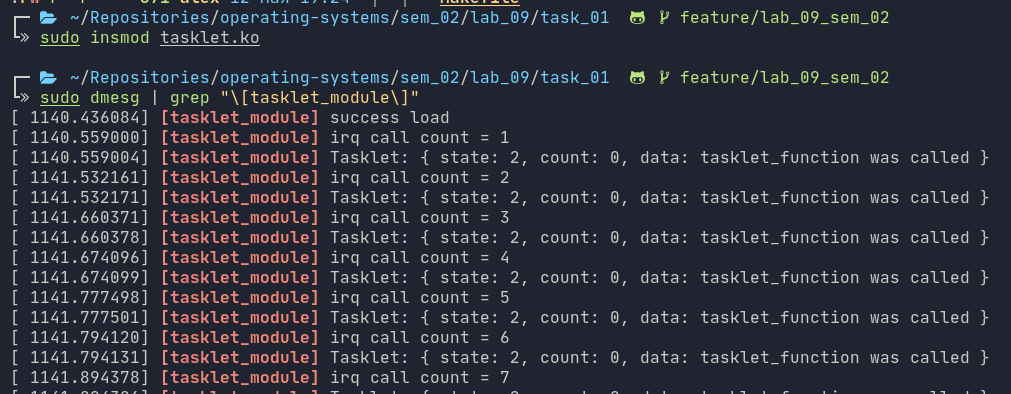 ~/Repositories/operating-systems/sem_02/lab_09/task_01 feature/lab_09_sem_02
» sudo insmod tasklet.ko
~/Repositories/operating-systems/sem_02/lab_09/task_01 feature/lab_09_sem_02
» sudo dmesg | grep "\[tasklet_module\]"
[ 1140.436084] [tasklet_module] success load
[ 1140.559000] [tasklet_module] irq call count = 1
[ 1140.559004] [tasklet_module] Tasklet: { state: 2, count: 0, data: tasklet_function was called }
[ 1141.532161] [tasklet_module] irq call count = 2
[ 1141.532171] [tasklet_module] Tasklet: { state: 2, count: 0, data: tasklet_function was called }
[ 1141.660371] [tasklet_module] irq call count = 3
[ 1141.660378] [tasklet_module] Tasklet: { state: 2, count: 0, data: tasklet_function was called }
[ 1141.674096] [tasklet_module] irq call count = 4
[ 1141.674099] [tasklet_module] Tasklet: { state: 2, count: 0, data: tasklet_function was called }
[ 1141.777498] [tasklet_module] irq call count = 5
[ 1141.777501] [tasklet_module] Tasklet: { state: 2, count: 0, data: tasklet_function was called }
[ 1141.794120] [tasklet_module] irq call count = 6
[ 1141.794131] [tasklet_module] Tasklet: { state: 2, count: 0, data: tasklet_function was called }
[ 1141.894378] [tasklet_module] irq call count = 7